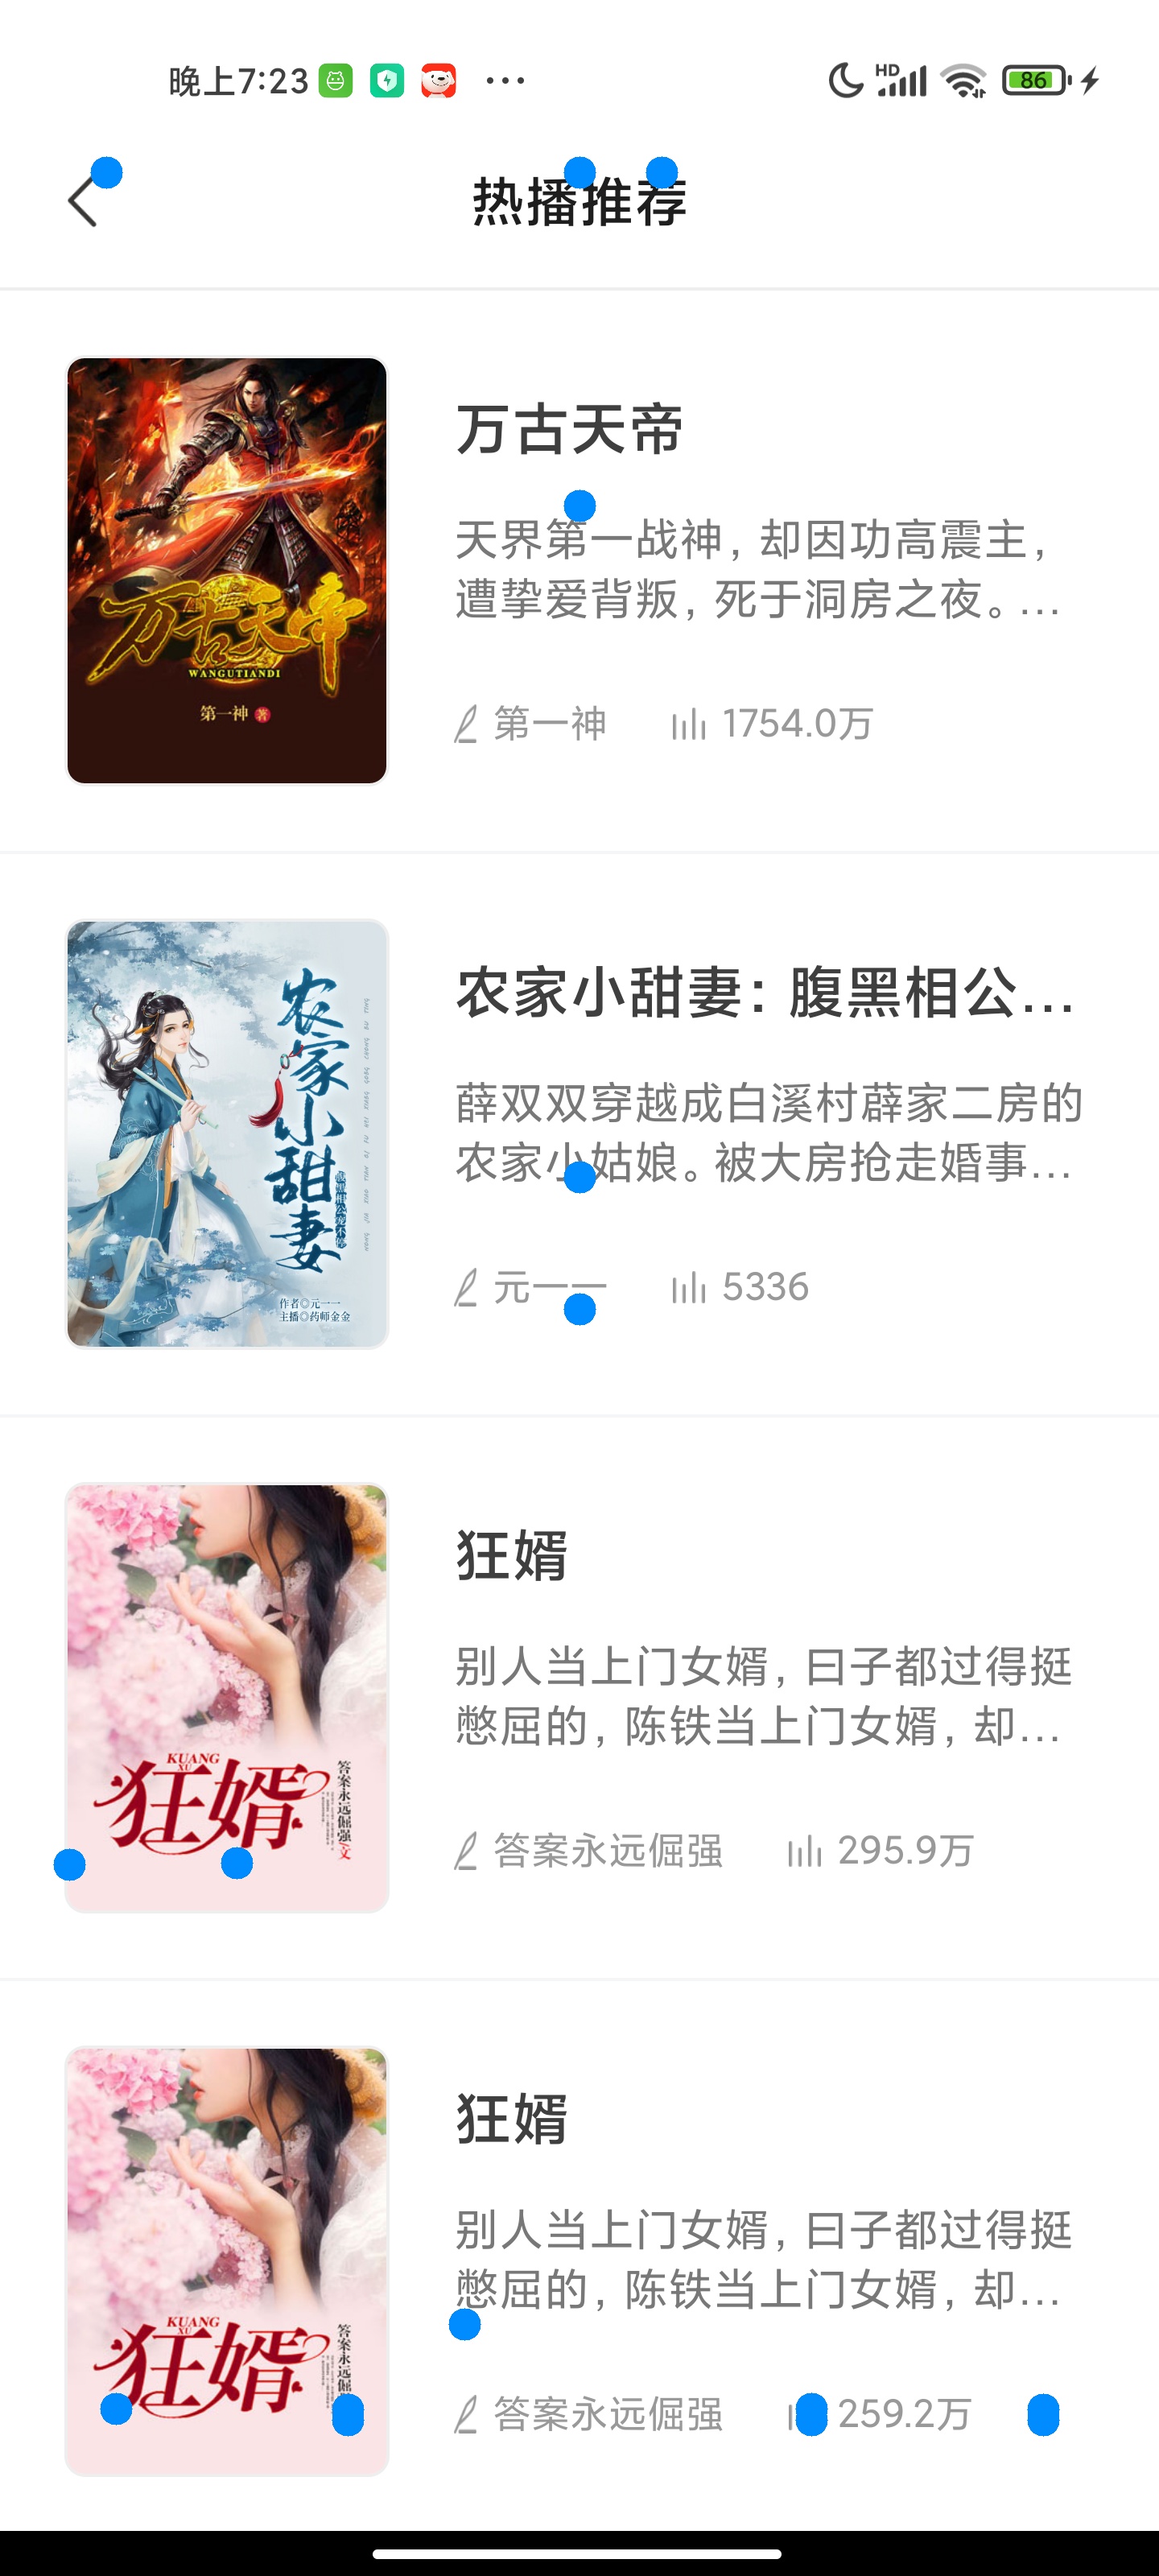 晚上7:23
HD
86
热播推荐
万古天帝
WANGUTIANDI
第一神 著
万古天帝
天界第一战神，却因功高震主，
遭挚爱背叛，死于洞房之夜。...
第一神 1754.0万
农家小甜妻
作者◎元一一
主播◎药师金金
农家小甜妻：腹黑相公...
薛双双穿越成白溪村薜家二房的
农家小姑娘。被大房抢走婚事...
元一一 5336
KUANG
XU
狂婿
答案永远倔强/文
狂婿
别人当上门女婿，曰子都过得挺
憋屈的，陈铁当上门女婿，却...
答案永远倔强 295.9万
KUANG
XU
狂婿
答案永远倔
狂婿
别人当上门女婿，曰子都过得挺
憋屈的，陈铁当上门女婿，却...
答案永远倔强 259.2万